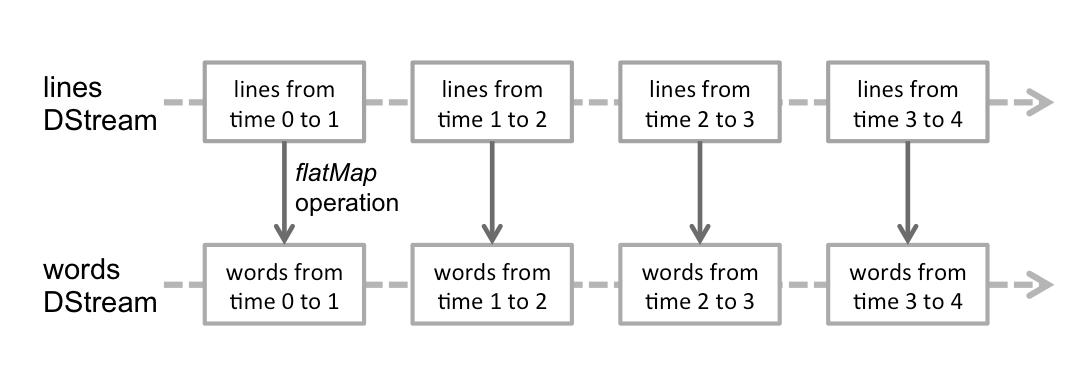 lines
DStream
lines from
time 0 to 1
lines from
time 1 to 2
lines from
time 2 to 3
lines from
time 3 to 4
flatMap
operation
words
DStream
words from
time 0 to 1
words from
time 1 to 2
words from
time 2 to 3
words from
time 3 to 4